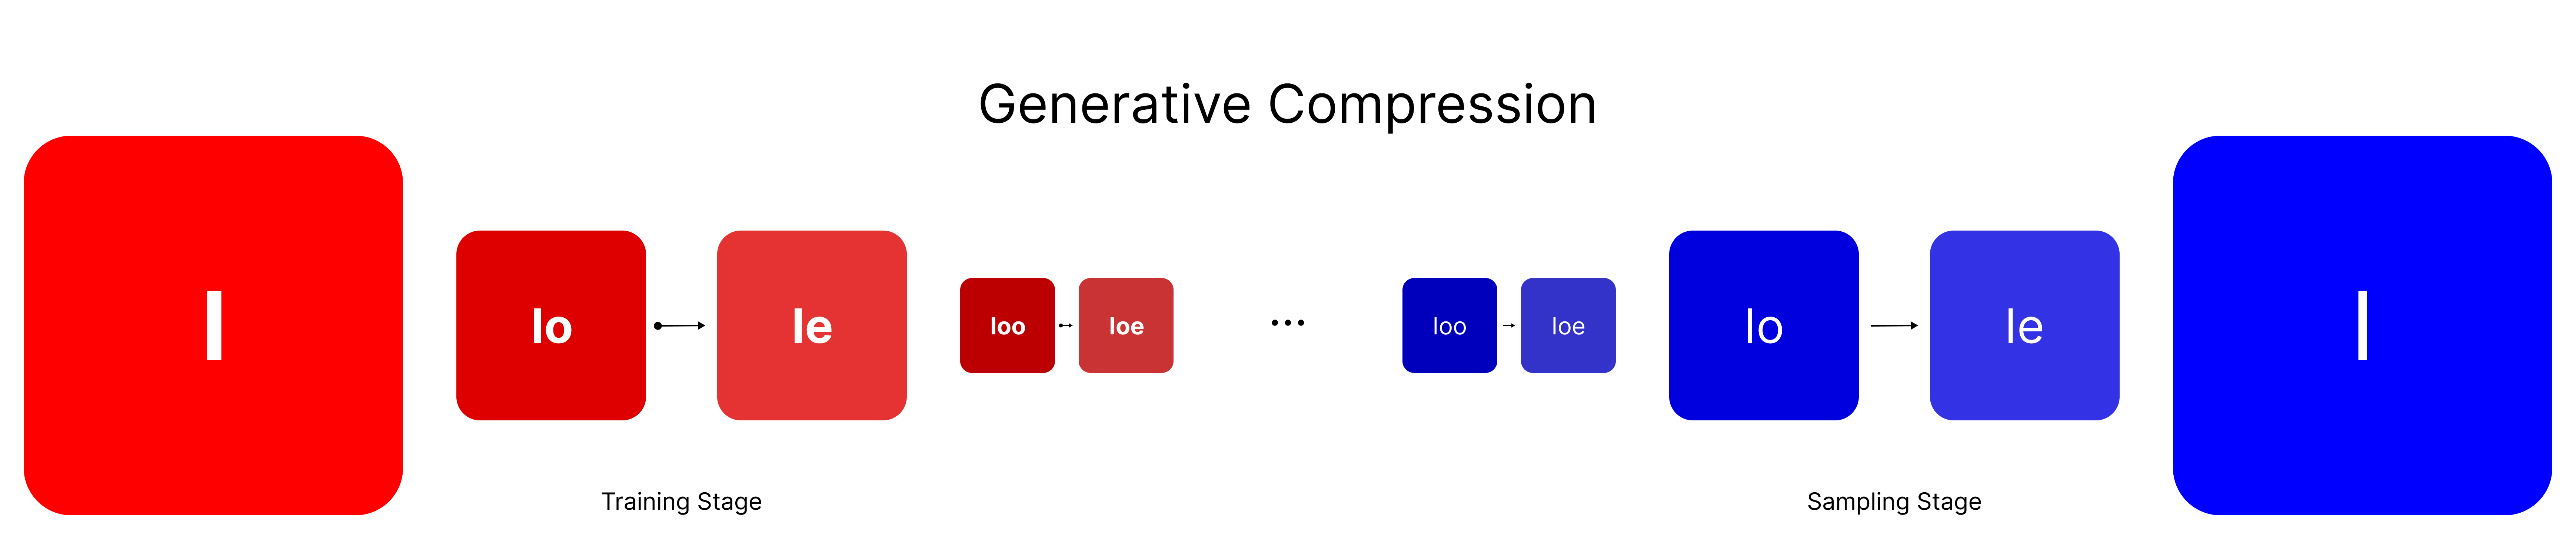 Generative Compression
I
Io
Ie
Ioo
Ioe
...
Ioo
Ioe
Io
Ie
I
Training Stage
Sampling Stage